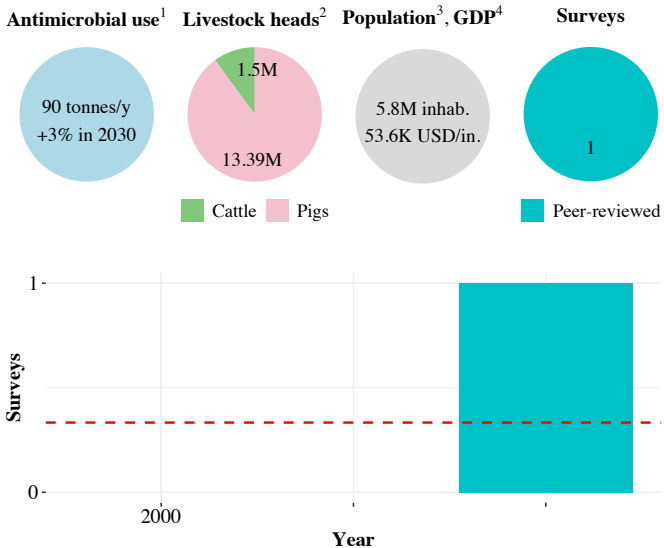 Antimicrobial use¹ Livestock heads² Population³, GDP⁴ Surveys
90 tonnes/y
+3% in 2030
1.5M
13.39M
5.8M inhab.
53.6K USD/in.
1
Cattle Pigs
Peer-reviewed
1
0
Surveys
2000
Year